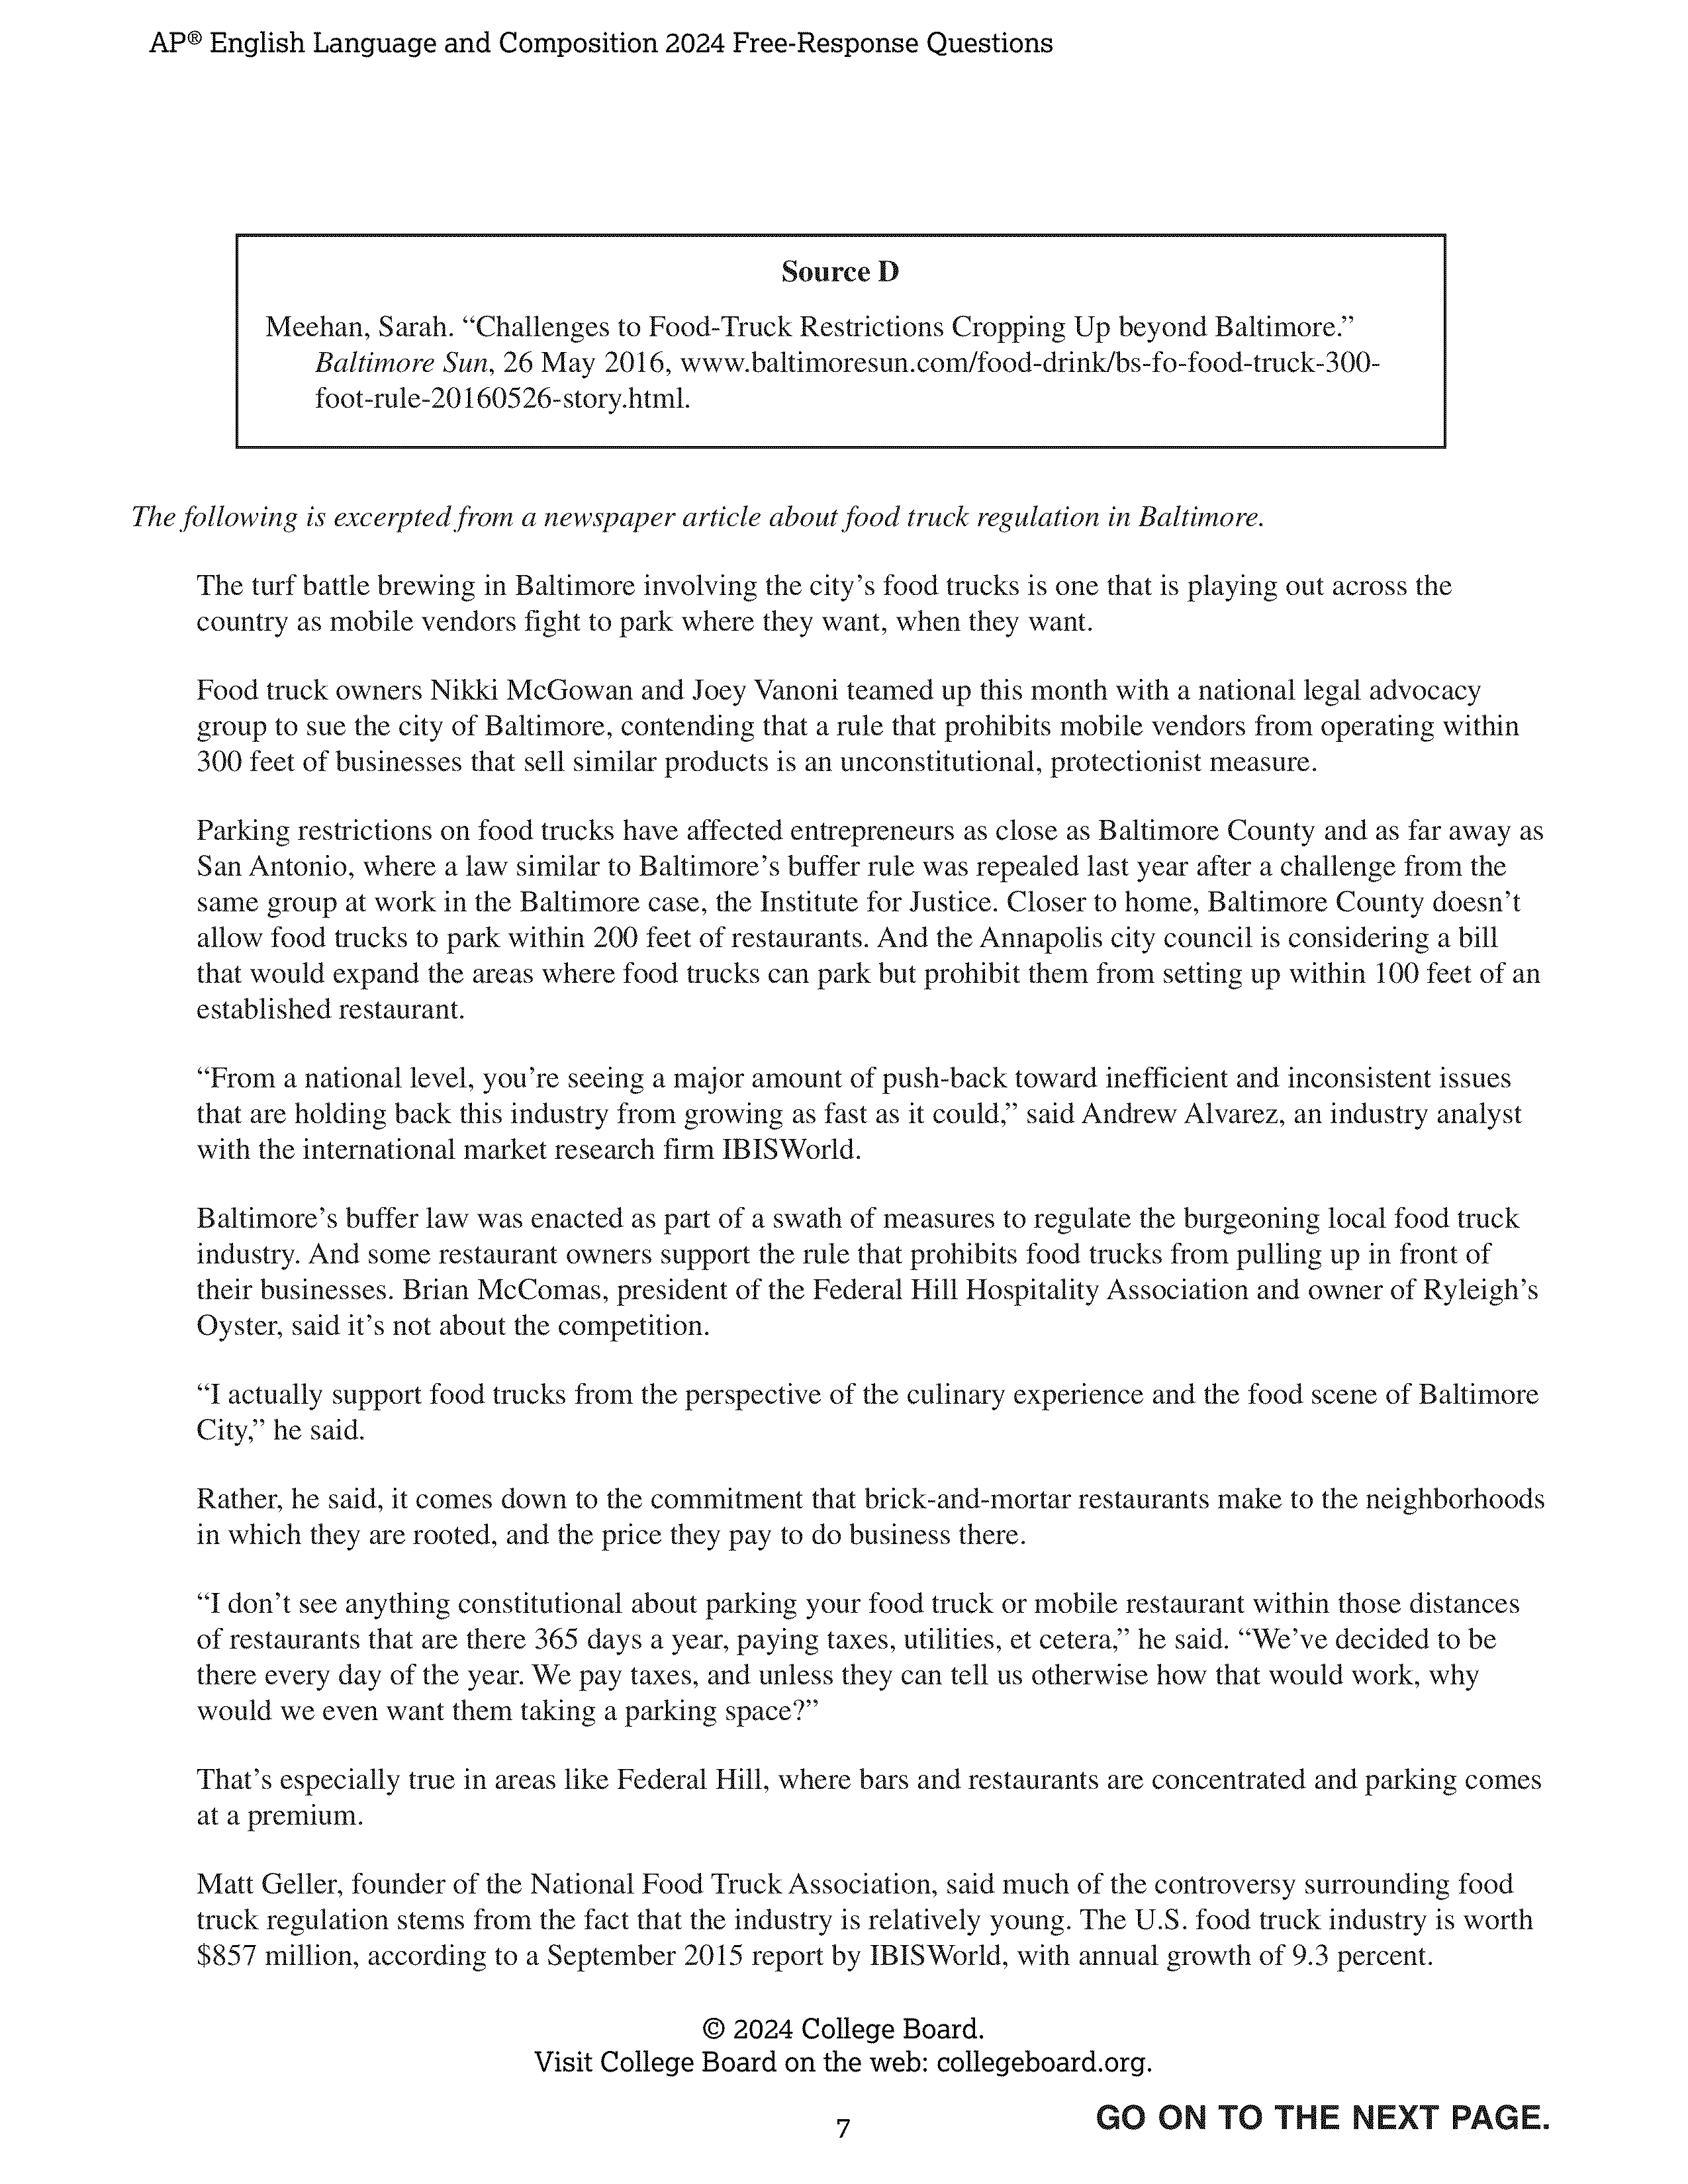 AP® English Language and Composition 2024 Free-Response Questions
Source D
Meehan, Sarah. “Challenges to Food-Truck Restrictions Cropping Up beyond Baltimore.”
Baltimore Sun, 26 May 2016, www.baltimoresun.com/food-drink/bs-fo-food-truck-300-
foot-rule-20160526-story.html.
The following is excerpted from a newspaper article about food truck regulation in Baltimore.
The turf battle brewing in Baltimore involving the city’s food trucks is one that is playing out across the
country as mobile vendors fight to park where they want, when they want.
Food truck owners Nikki McGowan and Joey Vanoni teamed up this month with a national legal advocacy
group to sue the city of Baltimore, contending that a rule that prohibits mobile vendors from operating within
300 feet of businesses that sell similar products is an unconstitutional, protectionist measure.
Parking restrictions on food trucks have affected entrepreneurs as close as Baltimore County and as far away as
San Antonio, where a law similar to Baltimore’s buffer rule was repealed last year after a challenge from the
same group at work in the Baltimore case, the Institute for Justice. Closer to home, Baltimore County doesn’t
allow food trucks to park within 200 feet of restaurants. And the Annapolis city council is considering a bill
that would expand the areas where food trucks can park but prohibit them from setting up within 100 feet of an
established restaurant.
“From a national level, you’re seeing a major amount of push-back toward inefficient and inconsistent issues
that are holding back this industry from growing as fast as it could,” said Andrew Alvarez, an industry analyst
with the international market research firm IBISWorld.
Baltimore’s buffer law was enacted as part of a swath of measures to regulate the burgeoning local food truck
industry. And some restaurant owners support the rule that prohibits food trucks from pulling up in front of
their businesses. Brian McComas, president of the Federal Hill Hospitality Association and owner of Ryleigh’s
Oyster, said it’s not about the competition.
“I actually support food trucks from the perspective of the culinary experience and the food scene of Baltimore
City,” he said.
Rather, he said, it comes down to the commitment that brick-and-mortar restaurants make to the neighborhoods
in which they are rooted, and the price they pay to do business there.
“I don’t see anything constitutional about parking your food truck or mobile restaurant within those distances
of restaurants that are there 365 days a year, paying taxes, utilities, et cetera,” he said. “We’ve decided to be
there every day of the year. We pay taxes, and unless they can tell us otherwise how that would work, why
would we even want them taking a parking space?”
That’s especially true in areas like Federal Hill, where bars and restaurants are concentrated and parking comes
at a premium.
Matt Geller, founder of the National Food Truck Association, said much of the controversy surrounding food
truck regulation stems from the fact that the industry is relatively young. The U.S. food truck industry is worth
$857 million, according to a September 2015 report by IBISWorld, with annual growth of 9.3 percent.
© 2024 College Board.
Visit College Board on the web: collegeboard.org.
7
GO ON TO THE NEXT PAGE.